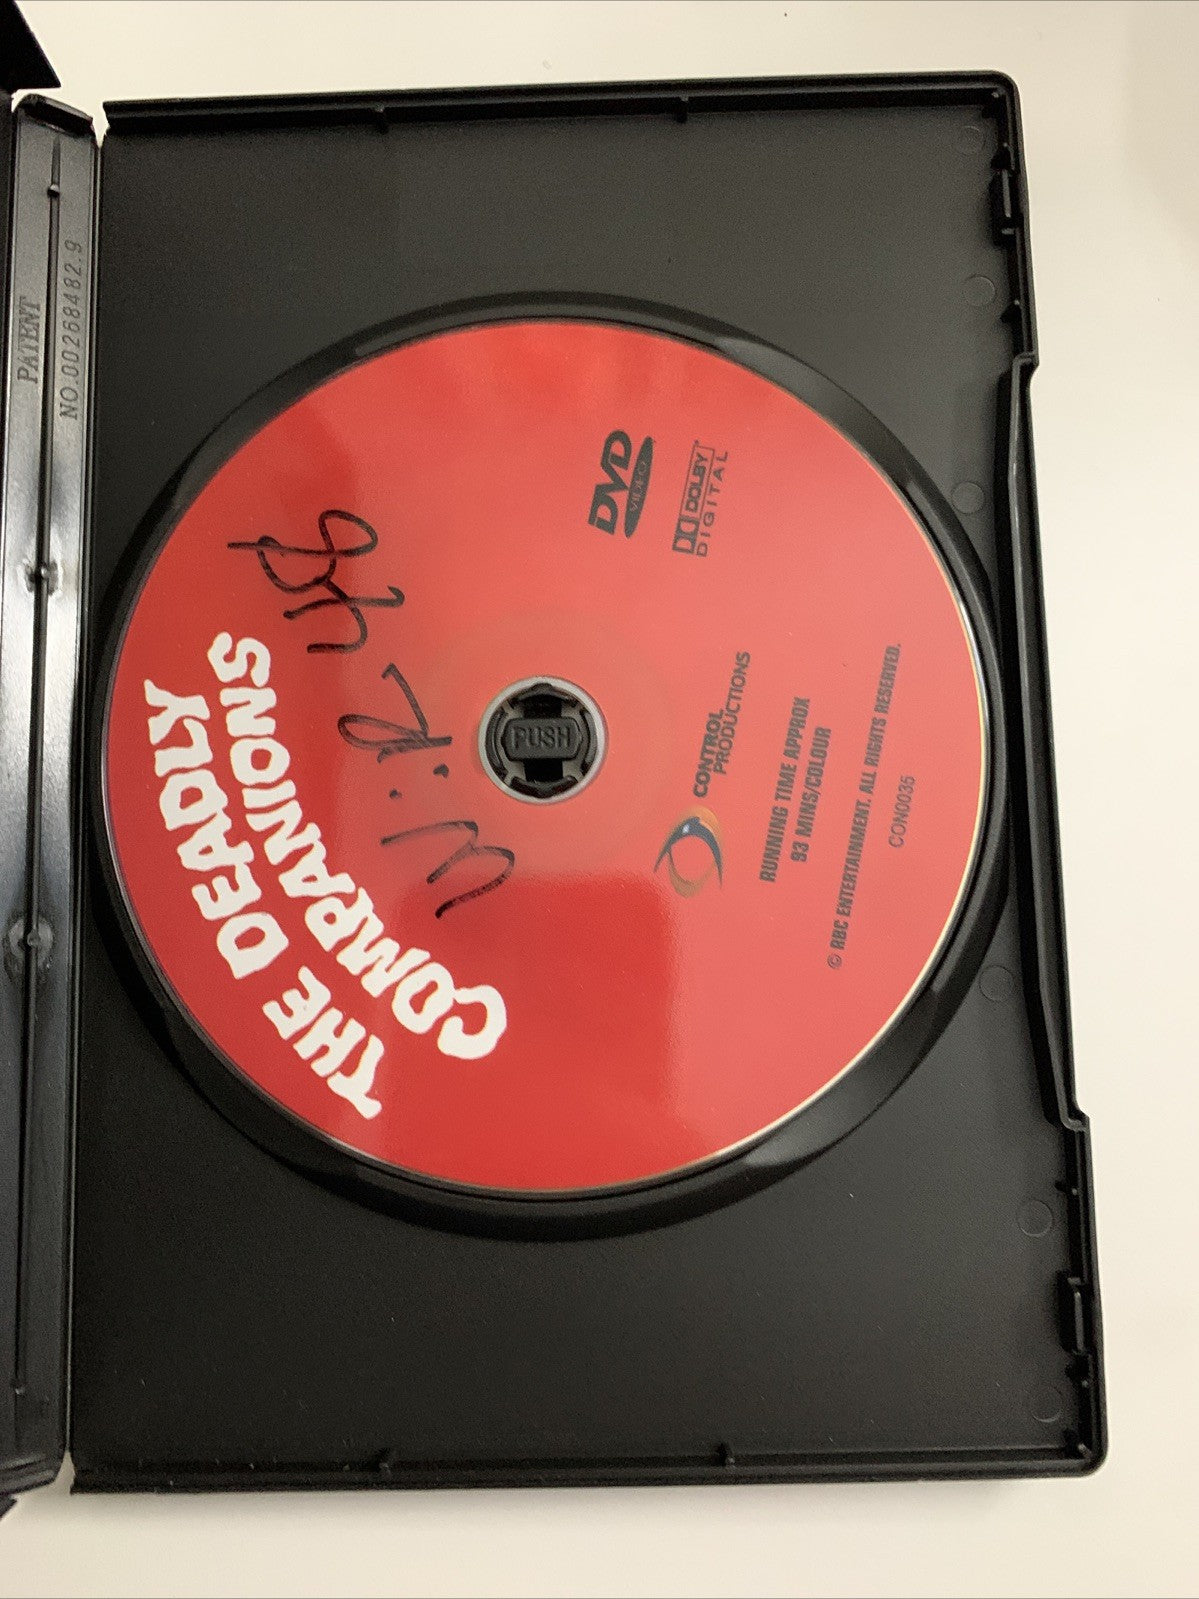 PATENT
NO.00268482.9
THE DEADLY
COMPANIONS
PUSH
DVD
VIDEO
DOLBY
DIGITAL
CONTROL
PRODUCTIONS
RUNNING TIME APPROX
93 MINS/COLOUR
© RBC ENTERTAINMENT. ALL RIGHTS RESERVED.
CON0035